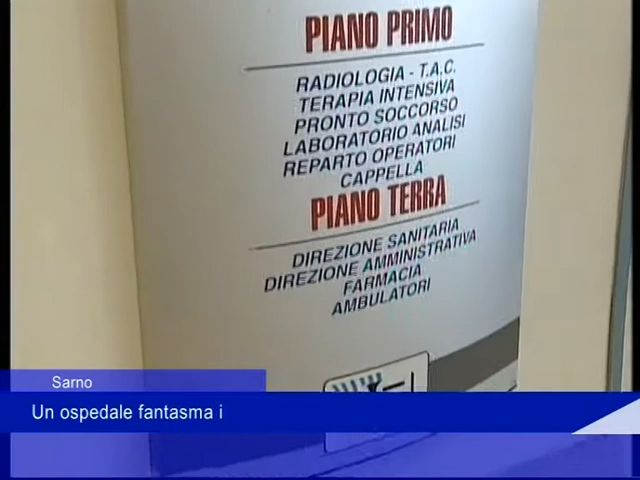 PIANO PRIMO
RADIOLOGIA - T.A.C.
TERAPIA INTENSIVA
PRONTO SOCCORSO
LABORATORIO ANALISI
REPARTO OPERATORI
CAPPELLA
PIANO TERRA
DIREZIONE SANITARIA
DIREZIONE AMMINISTRATIVA
FARMACIA
AMBULATORI
Sarno
Un ospedale fantasma i